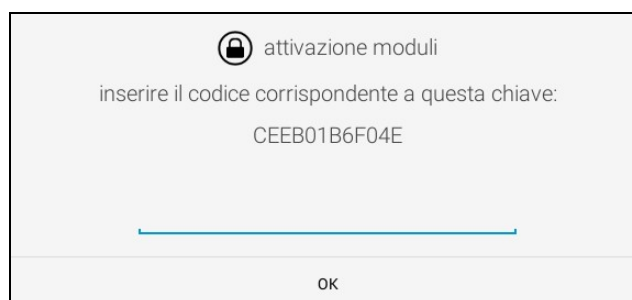 attivazione moduli
inserire il codice corrispondente a questa chiave:
CEEB01B6F04E
OK